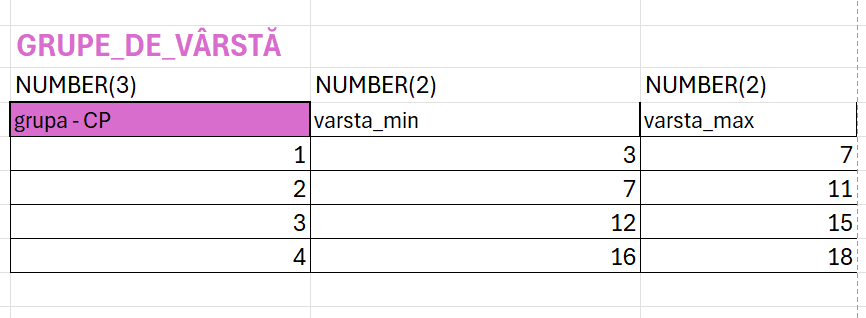 GRUPE_DE_VÂRSTĂ
NUMBER(3) NUMBER(2) NUMBER(2)
grupa - CP varsta_min varsta_max
1 3 7
2 7 11
3 12 15
4 16 18